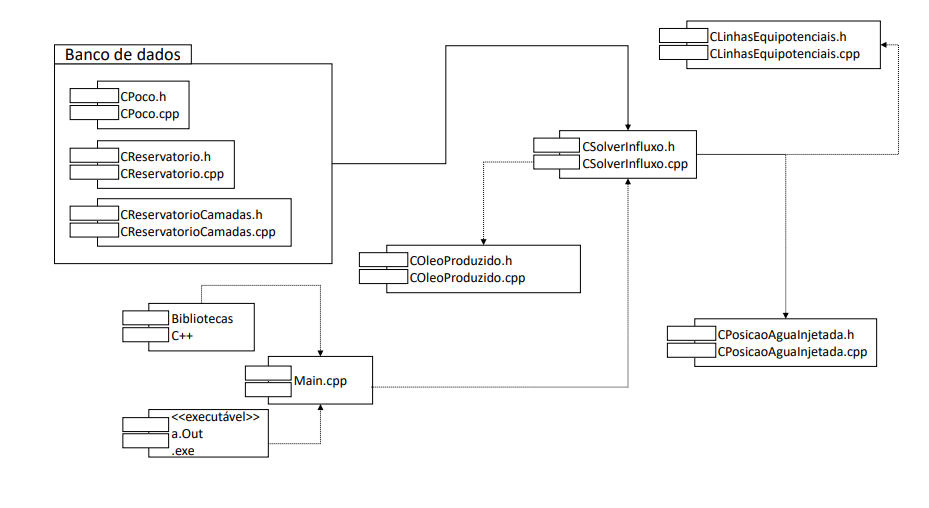 Banco de dados
CPoco.h
CPoco.cpp
CReservatorio.h
CReservatorio.cpp
CReservatorioCamadas.h
CReservatorioCamadas.cpp
CLinhasEquipotenciais.h
CLinhasEquipotenciais.cpp
CSolverInfluxo.h
CSolverInfluxo.cpp
COleoProduzido.h
COleoProduzido.cpp
Bibliotecas
C++
Main.cpp
<<executável>>
a.Out
.exe
CPosicaoAguaInjetada.h
CPosicaoAguaInjetada.cpp